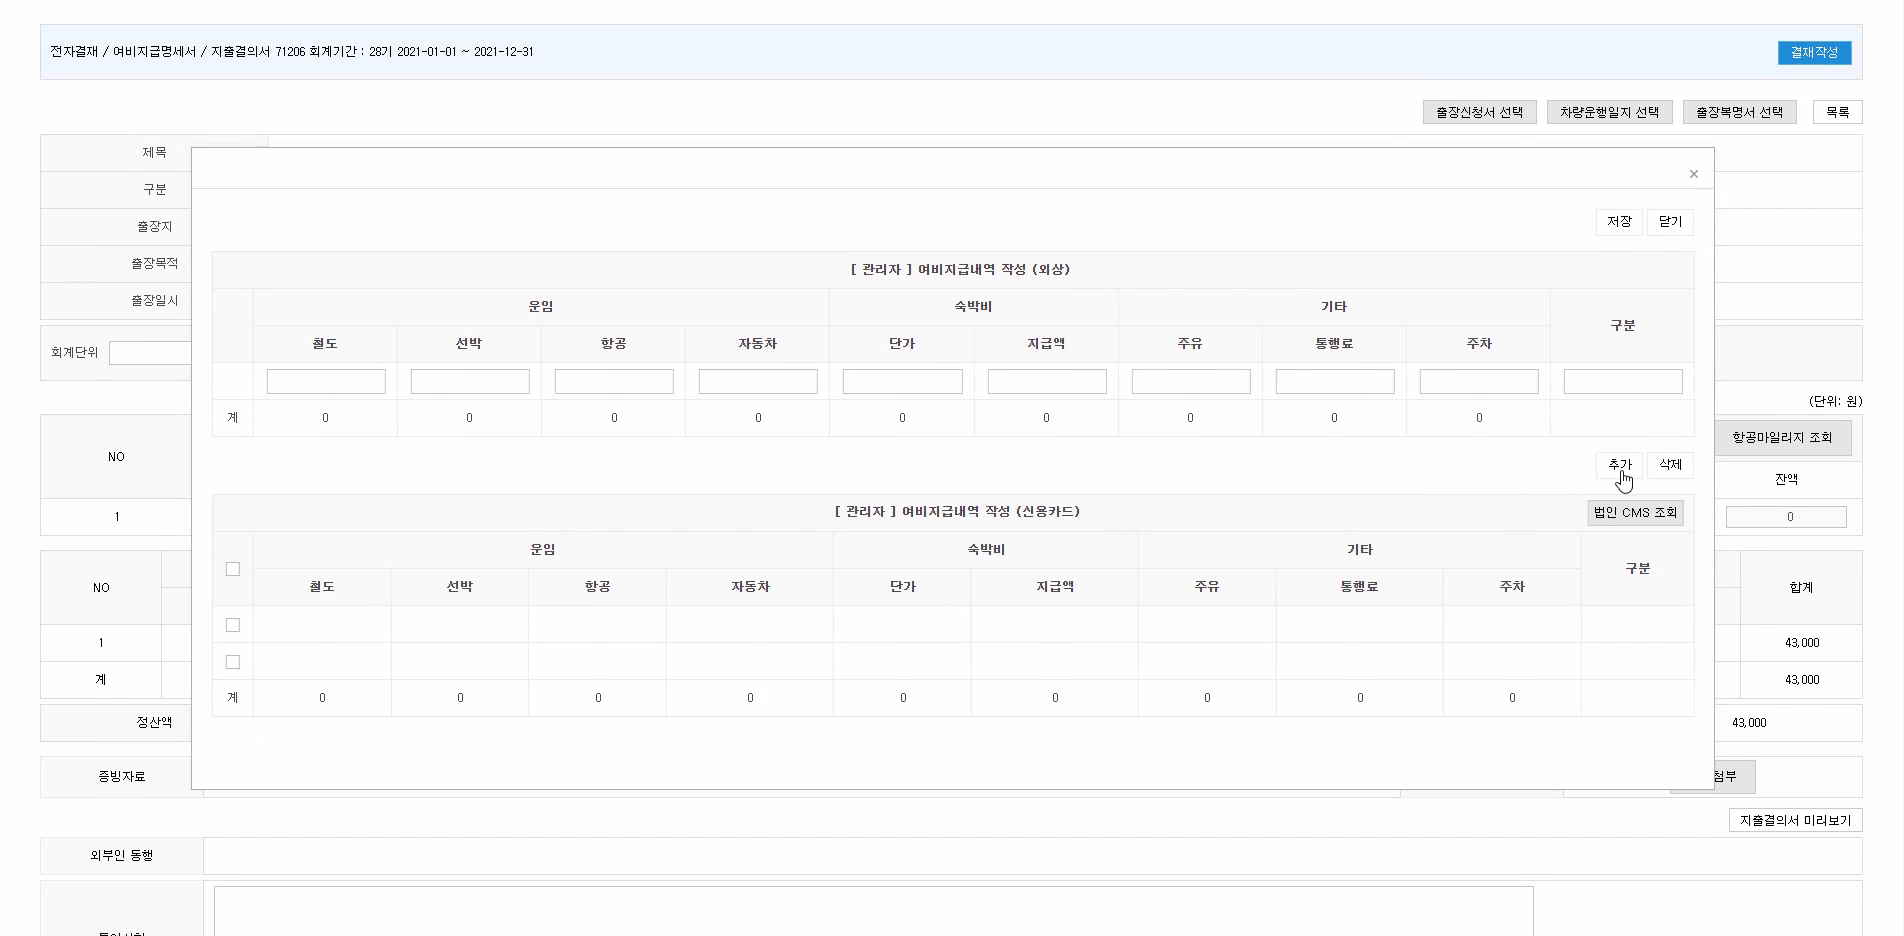 전자결재 / 여비지급명세서 / 지출결의서 71206 회계기간 : 28기 2021-01-01 ~ 2021-12-31
결재작성
출장신청서 선택 차량운행일지 선택 출장복명서 선택 목록
제목
구분
출장지
출장목적
출장일시
회계단위
(단위: 원)
NO
항공마일리지 조회
잔액
1
0
NO
합계
1
43,000
계
43,000
정산액
43,000
증빙자료
첨부
지출결의서 미리보기
외부인 동행
×
저장 닫기
[ 관리자 ] 여비지급내역 작성 (외상)
운임 숙박비 기타 구분
철도 선박 항공 자동차 단가 지급액 주유 통행료 주차
계 0 0 0 0 0 0 0 0 0
추가 삭제
[ 관리자 ] 여비지급내역 작성 (신용카드) 법인 CMS 조회
운임 숙박비 기타 구분
철도 선박 항공 자동차 단가 지급액 주유 통행료 주차
계 0 0 0 0 0 0 0 0 0